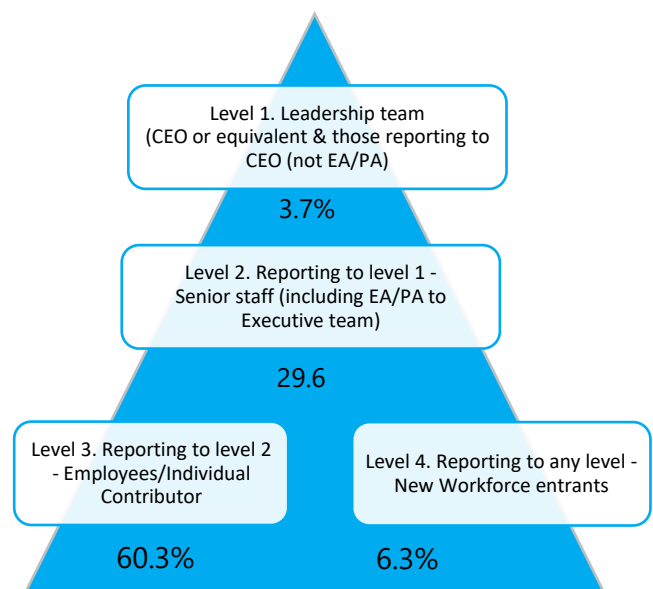 Level 1. Leadership team
(CEO or equivalent & those reporting to
CEO (not EA/PA)
3.7%
Level 2. Reporting to level 1 -
Senior staff (including EA/PA to
Executive team)
29.6
Level 3. Reporting to level 2
- Employees/Individual
Contributor
60.3%
Level 4. Reporting to any level -
New Workforce entrants
6.3%